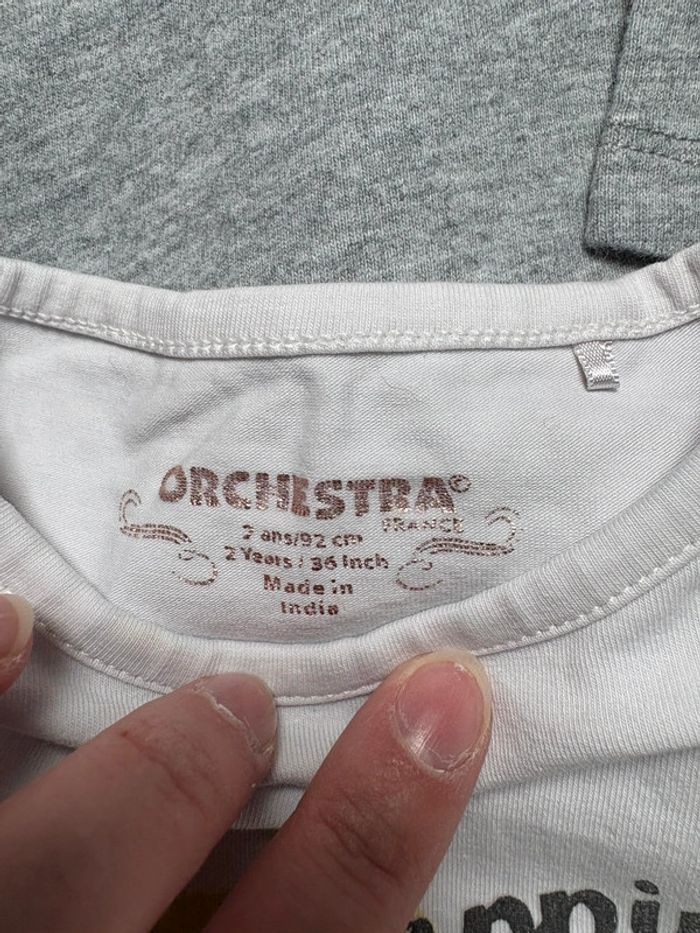 ORCHESTRA©
FRANCE
2 ans/92 cm
2 Years / 36 Inch
Made in
India